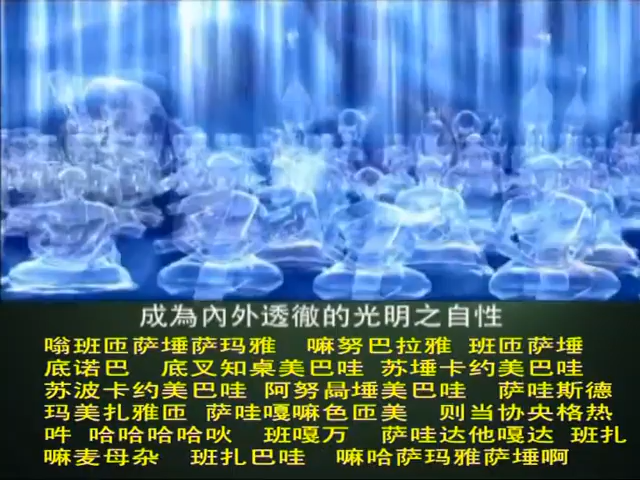 成為內外透徹的光明之自性
嗡班匝萨埵萨玛雅　嘛努巴拉雅 班匝萨埵
底诺巴　底叉知桌美巴哇　苏埵卡约美巴哇
苏波卡约美巴哇 阿努晑埵美巴哇　萨哇斯德
玛美扎雅匝 萨哇嘎嘛色匝美　则当协央格热
吽 哈哈哈哈吙　班嘎万　萨哇达他嘎达 班扎
嘛麦母杂　班扎巴哇　嘛哈萨玛雅萨埵啊